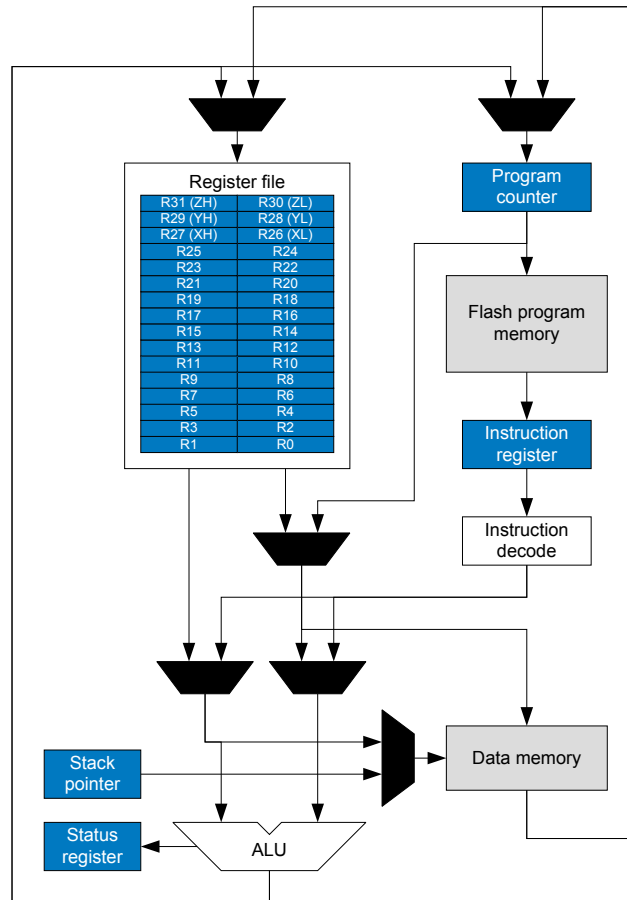 Register file
R31 (ZH) R30 (ZL)
R29 (YH) R28 (YL)
R27 (XH) R26 (XL)
R25 R24
R23 R22
R21 R20
R19 R18
R17 R16
R15 R14
R13 R12
R11 R10
R9 R8
R7 R6
R5 R4
R3 R2
R1 R0
Program
counter
Flash program
memory
Instruction
register
Instruction
decode
Stack
pointer
Data memory
Status
register
ALU